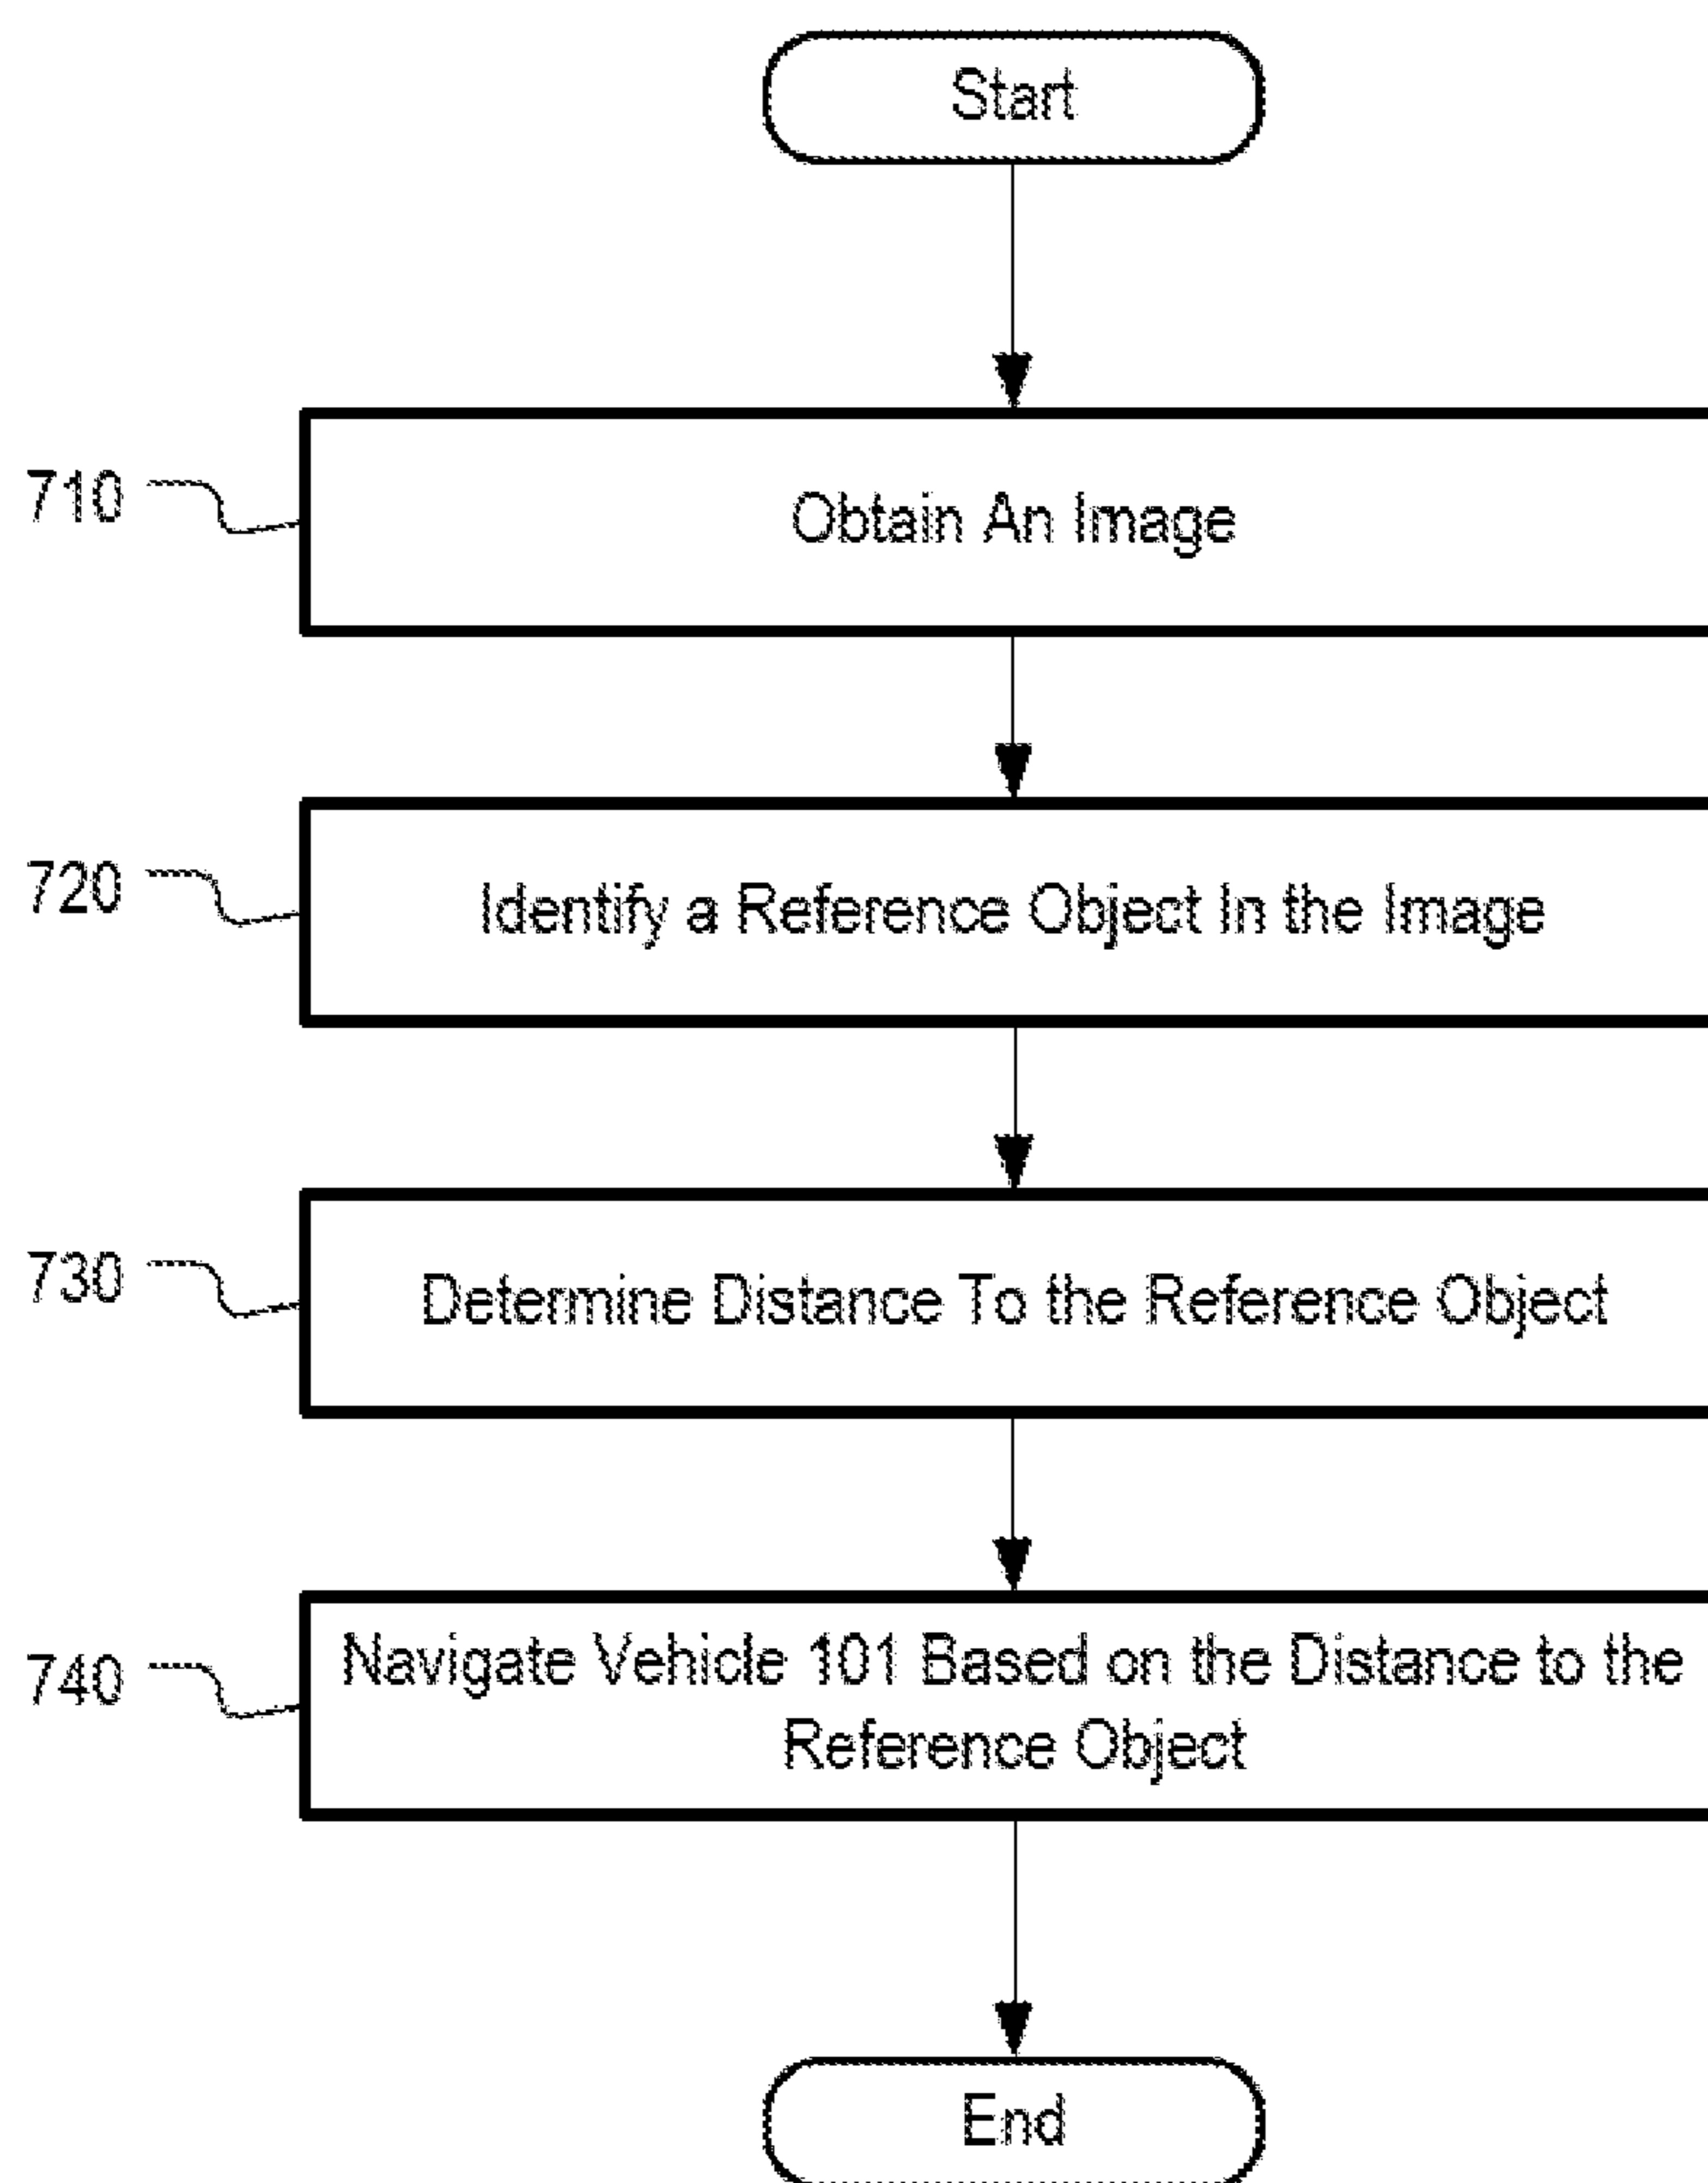 Start
710
Obtain An Image
720
Identify a Reference Object In the Image
730
Determine Distance To the Reference Object
740
Navigate Vehicle 101 Based on the Distance to the
Reference Object
End